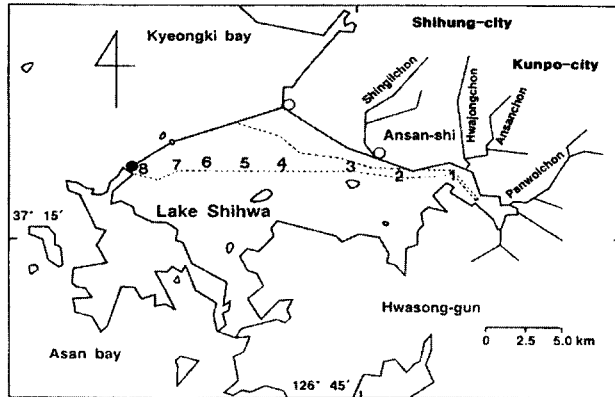 Kyeongki bay
Shihung-city
Kunpo-city
Shingilchon
Hwajongchon
Ansanchon
Ansan-shi
Panwolchon
8 7 6 5 4 3 2 1
Lake Shihwa
37° 15′
Hwasong-gun
Asan bay
0 2.5 5.0 km
126° 45′